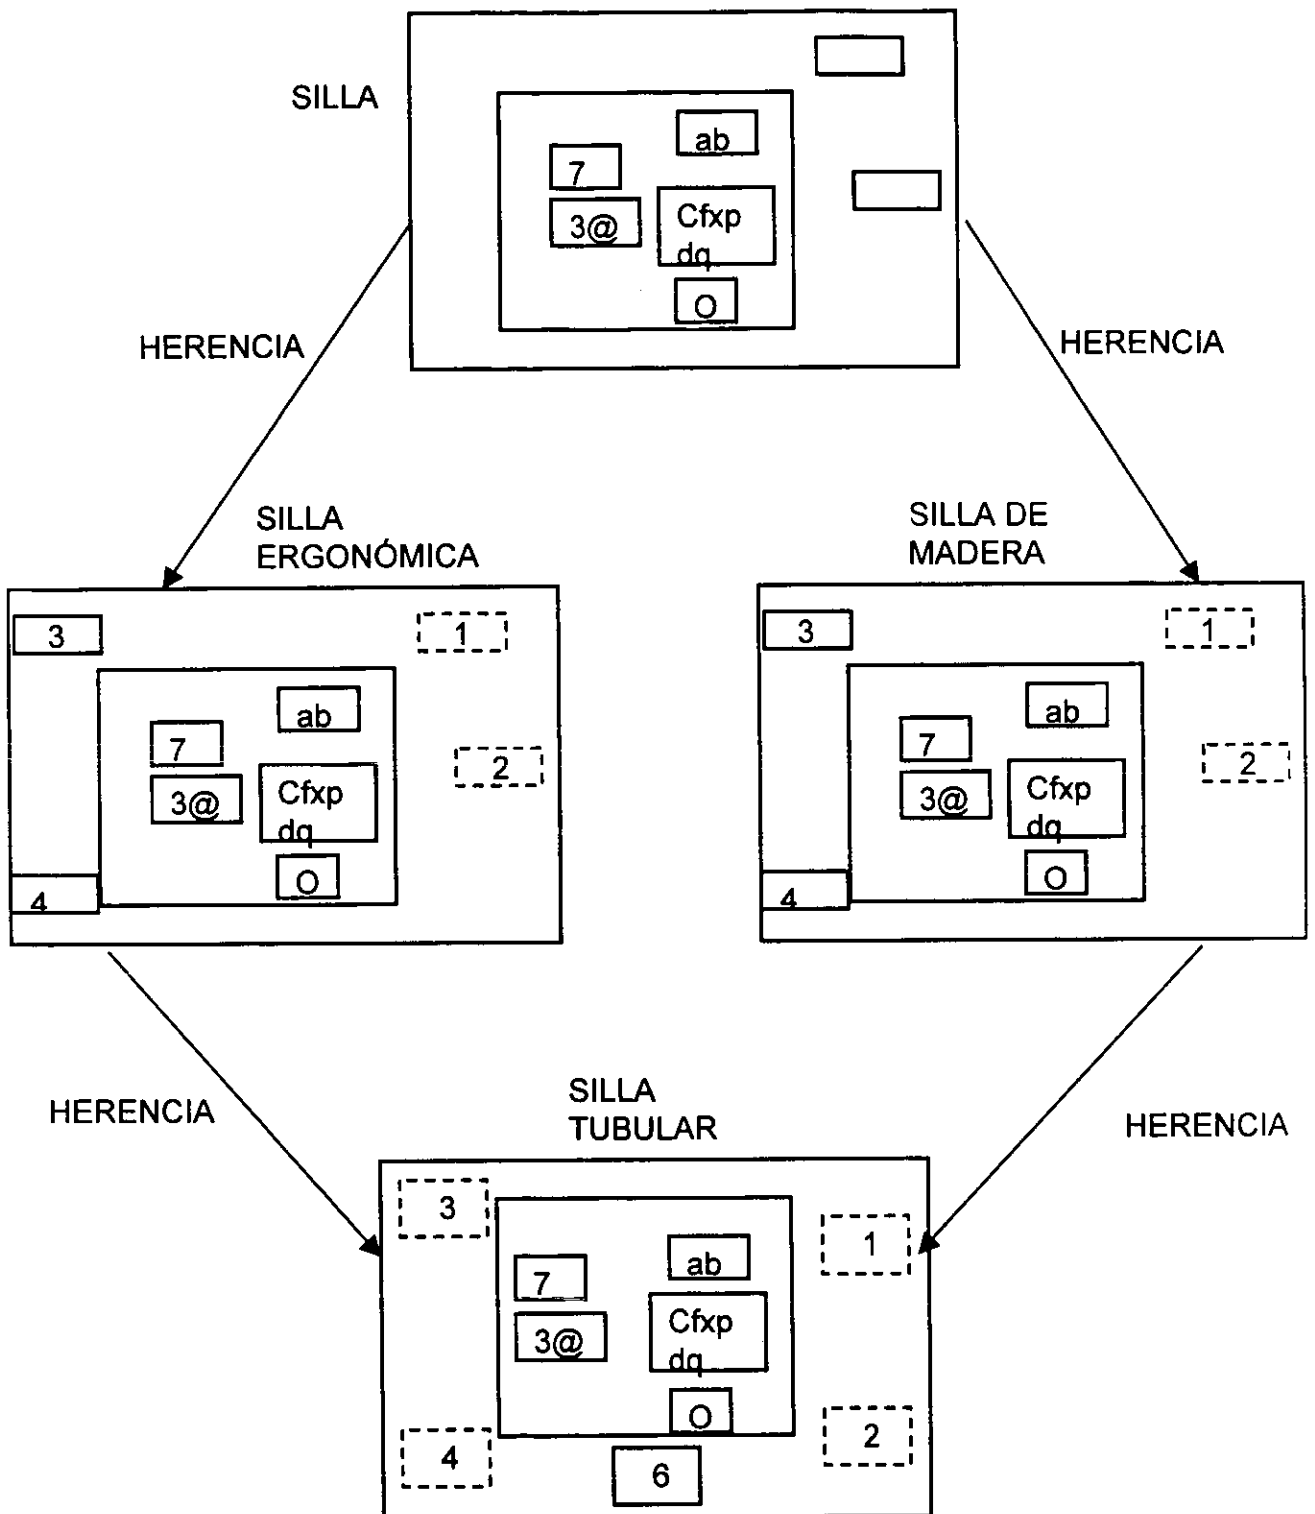 SILLA
ab
7
3@
Cfxp
dq
O
HERENCIA
HERENCIA
SILLA
ERGONÓMICA
SILLA DE
MADERA
3
1
ab
7
2
3@
Cfxp
dq
O
4
3
1
ab
7
2
3@
Cfxp
dq
O
4
HERENCIA
SILLA
TUBULAR
HERENCIA
3
1
ab
7
3@
Cfxp
dq
O
2
4
6